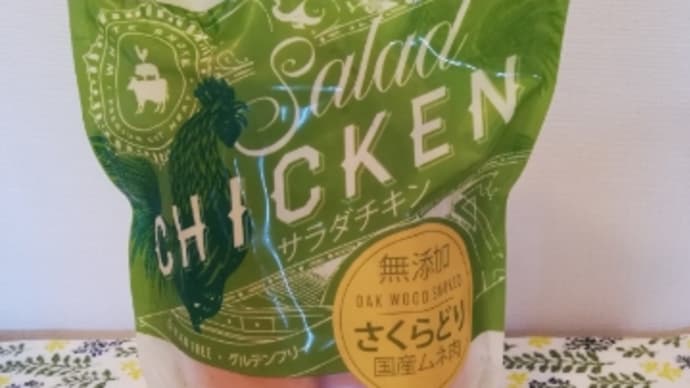 Salad
CHICKEN
サラダチキン
無添加
OAK WOOD SMOKED
さくらどり
国産ムネ肉
FREE・グルテンフリー